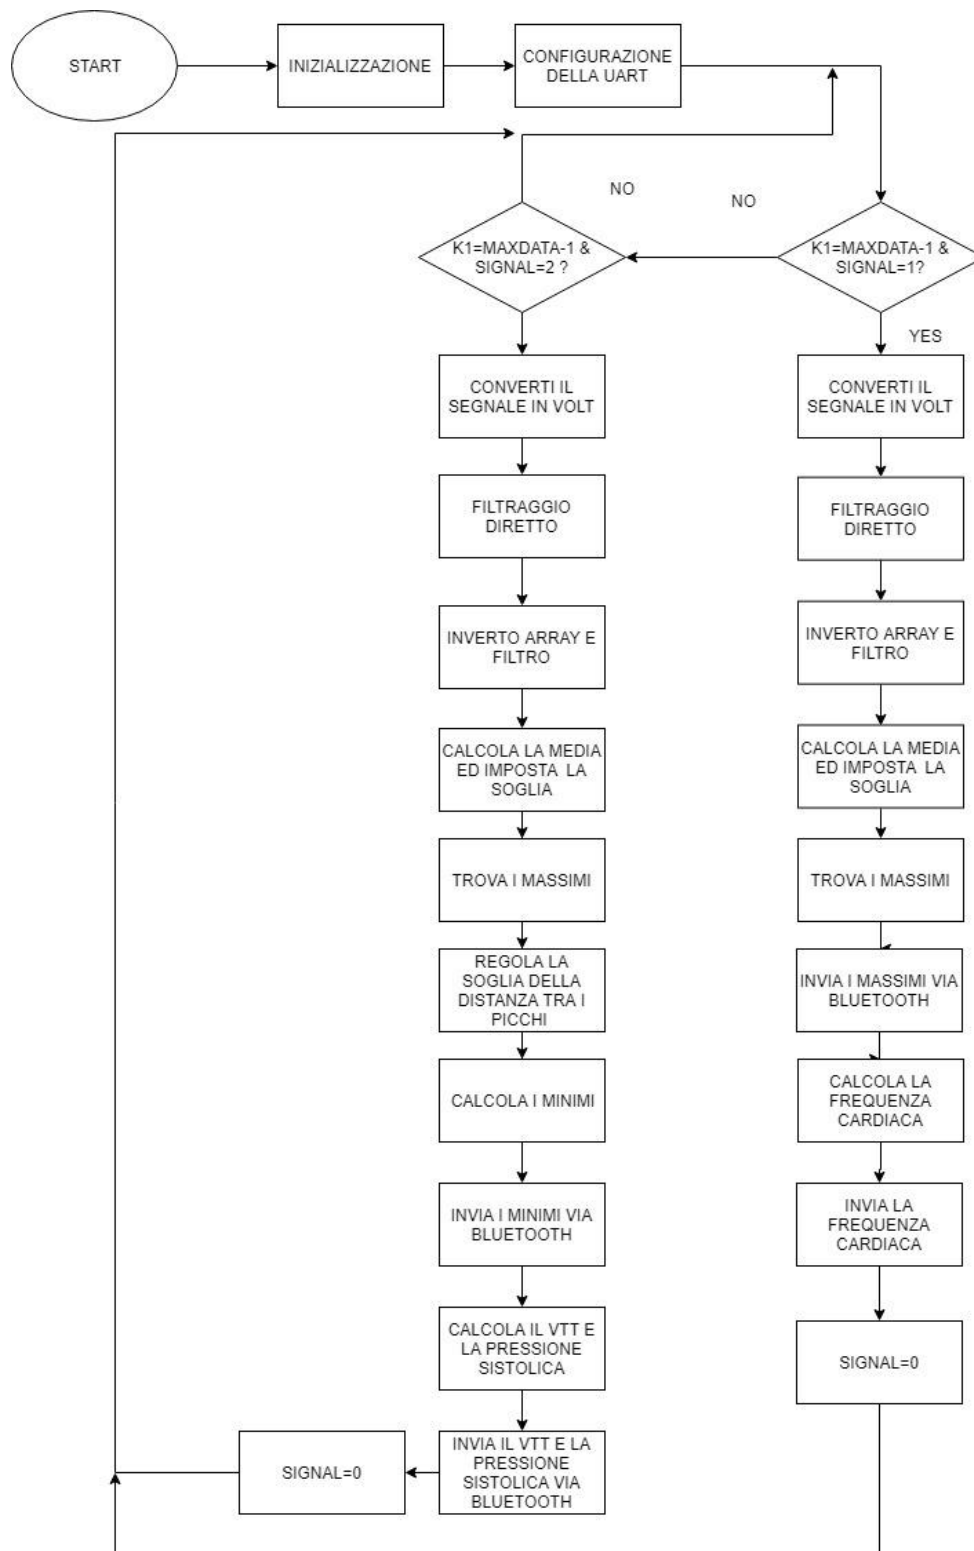 START
INIZIALIZZAZIONE
CONFIGURAZIONE
DELLA UART
NO
NO
K1=MAXDATA-1 &
SIGNAL=2 ?
K1=MAXDATA-1 &
SIGNAL=1?
YES
CONVERTI IL
SEGNALE IN VOLT
FILTRAGGIO
DIRETTO
INVERTO ARRAY E
FILTRO
CALCOLA LA MEDIA
ED IMPOSTA LA
SOGLIA
TROVA I MASSIMI
REGOLA LA
SOGLIA DELLA
DISTANZA TRA I
PICCHI
CALCOLA I MINIMI
INVIA I MINIMI VIA
BLUETOOTH
CALCOLA IL VTT E
LA PRESSIONE
SISTOLICA
INVIA IL VTT E LA
PRESSIONE
SISTOLICA VIA
BLUETOOTH
SIGNAL=0
CONVERTI IL
SEGNALE IN VOLT
FILTRAGGIO
DIRETTO
INVERTO ARRAY E
FILTRO
CALCOLA LA MEDIA
ED IMPOSTA LA
SOGLIA
TROVA I MASSIMI
INVIA I MASSIMI VIA
BLUETOOTH
CALCOLA LA
FREQUENZA
CARDIACA
INVIA LA
FREQUENZA
CARDIACA
SIGNAL=0